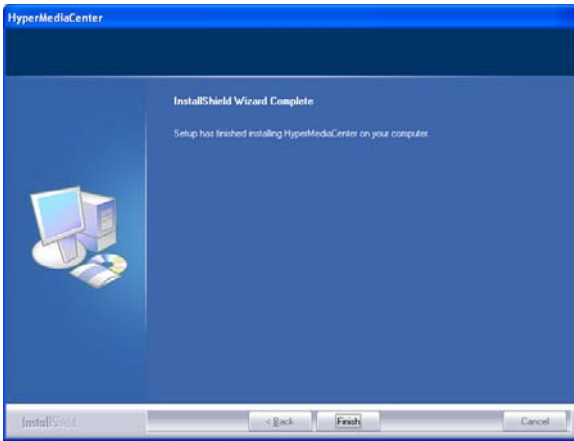 HyperMediaCenter
InstallShield Wizard Complete
Setup has finished installing HyperMediaCenter on your computer.
InstallShield
< Back
Finish
Cancel